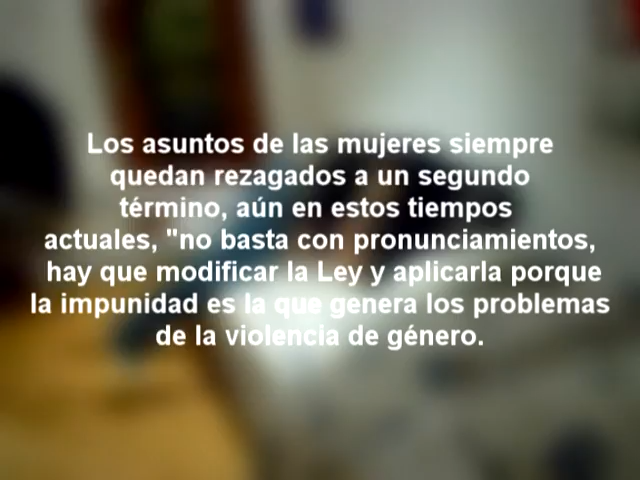 Los asuntos de las mujeres siempre
quedan rezagados a un segundo
término, aún en estos tiempos
actuales, "no basta con pronunciamientos,
hay que modificar la Ley y aplicarla porque
la impunidad es la que genera los problemas
de la violencia de género.